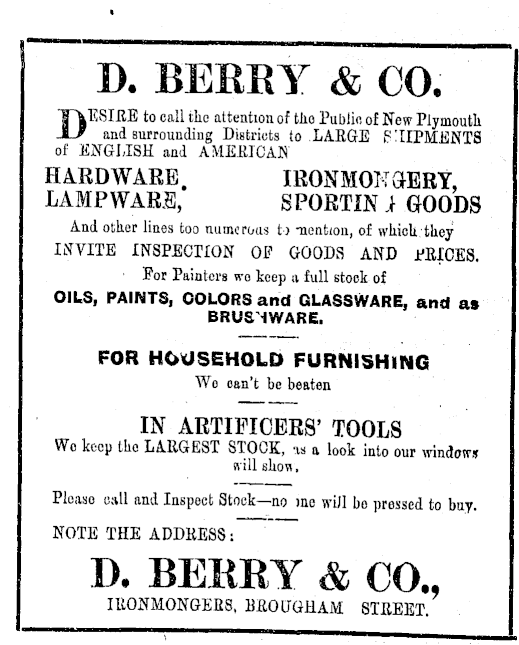 D. BERRY & CO.
DESIRE to call the attention of the Public of New Plymouth
and surrounding Districts to LARGE SHIPMENTS
of ENGLISH and AMERICAN
HARDWARE, IRONMONGERY,
LAMPWARE, SPORTING GOODS
And other lines too numerous to mention, of which they
INVITE INSPECTION OF GOODS AND PRICES.
For Painters we keep a full stock of
OILS, PAINTS, COLORS and GLASSWARE, and as
BRUSHWARE.
FOR HOUSEHOLD FURNISHING
We can't be beaten
IN ARTIFICERS' TOOLS
We keep the LARGEST STOCK, as a look into our windows
will show.
Please call and Inspect Stock—no one will be pressed to buy.
NOTE THE ADDRESS:
D. BERRY & CO.,
IRONMONGERS, BROUGHAM STREET.